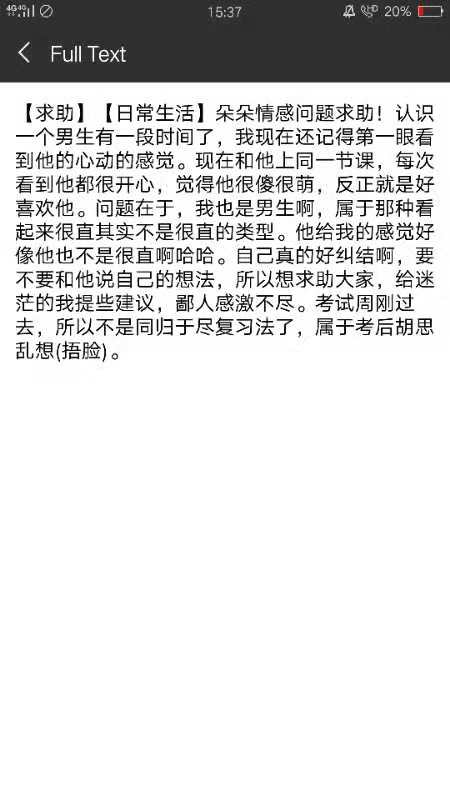 4G 4G 15:37 HD 20%
Full Text
【求助】【日常生活】朵朵情感问题求助！认识
一个男生有一段时间了，我现在还记得第一眼看
到他的心动的感觉。现在和他上同一节课，每次
看到他都很开心，觉得他很傻很萌，反正就是好
喜欢他。问题在于，我也是男生啊，属于那种看
起来很直其实不是很直的类型。他给我的感觉好
像他也不是很直啊哈哈。自己真的好纠结啊，要
不要和他说自己的想法，所以想求助大家，给迷
茫的我提些建议，鄙人感激不尽。考试周刚过
去，所以不是同归于尽复习法了，属于考后胡思
乱想(捂脸)。